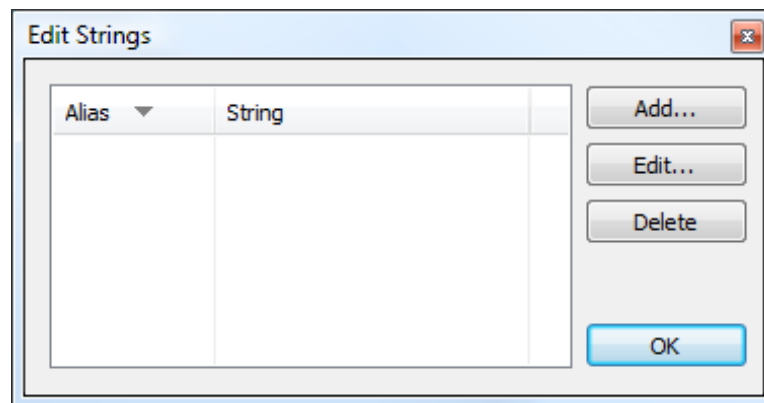 Edit Strings
Alias String
Add...
Edit...
Delete
OK